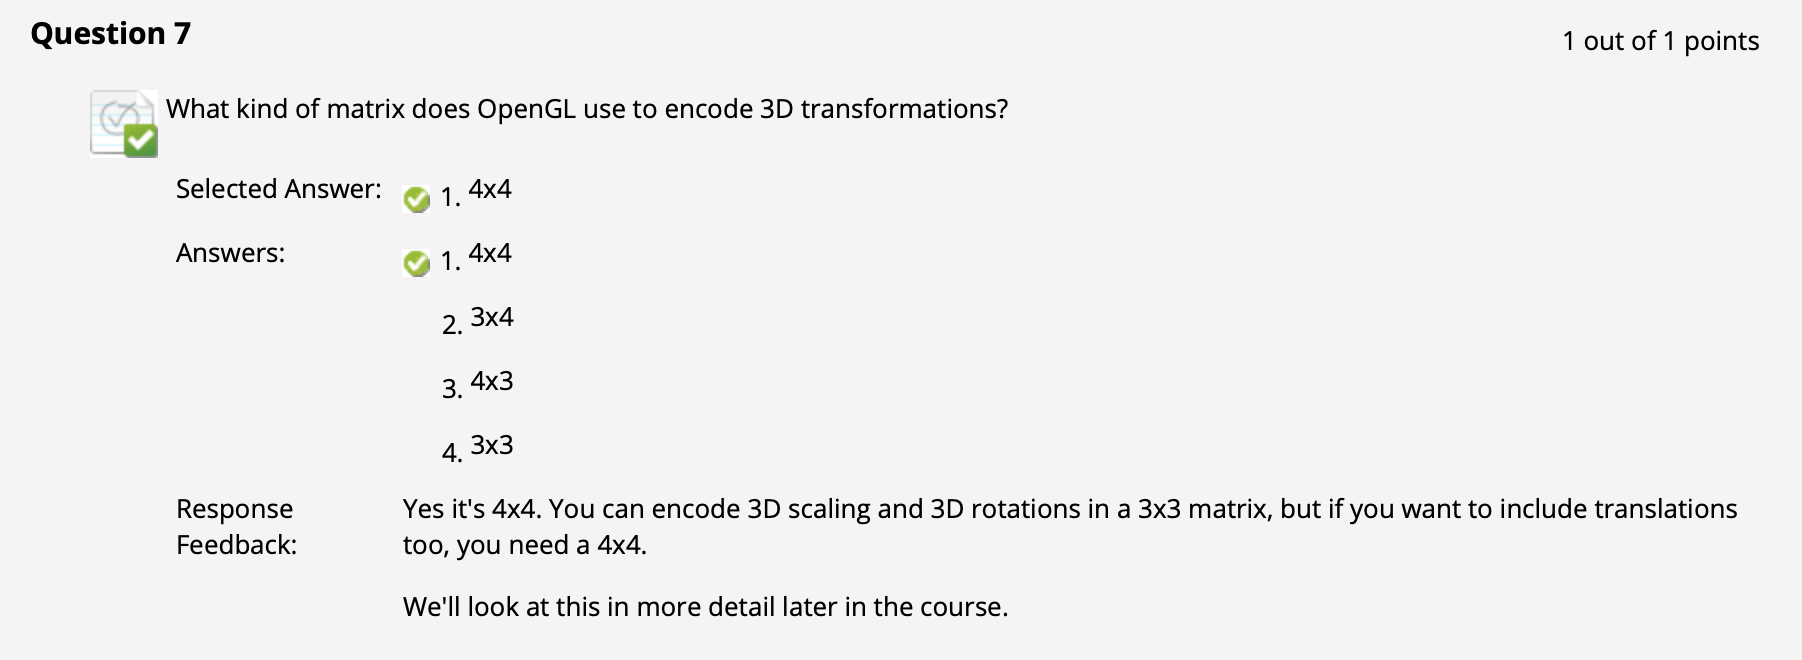 Question 7
1 out of 1 points
What kind of matrix does OpenGL use to encode 3D transformations?
Selected Answer: 1. 4x4
Answers: 1. 4x4
2. 3x4
3. 4x3
4. 3x3
Response Feedback: Yes it's 4x4. You can encode 3D scaling and 3D rotations in a 3x3 matrix, but if you want to include translations
too, you need a 4x4.
We'll look at this in more detail later in the course.